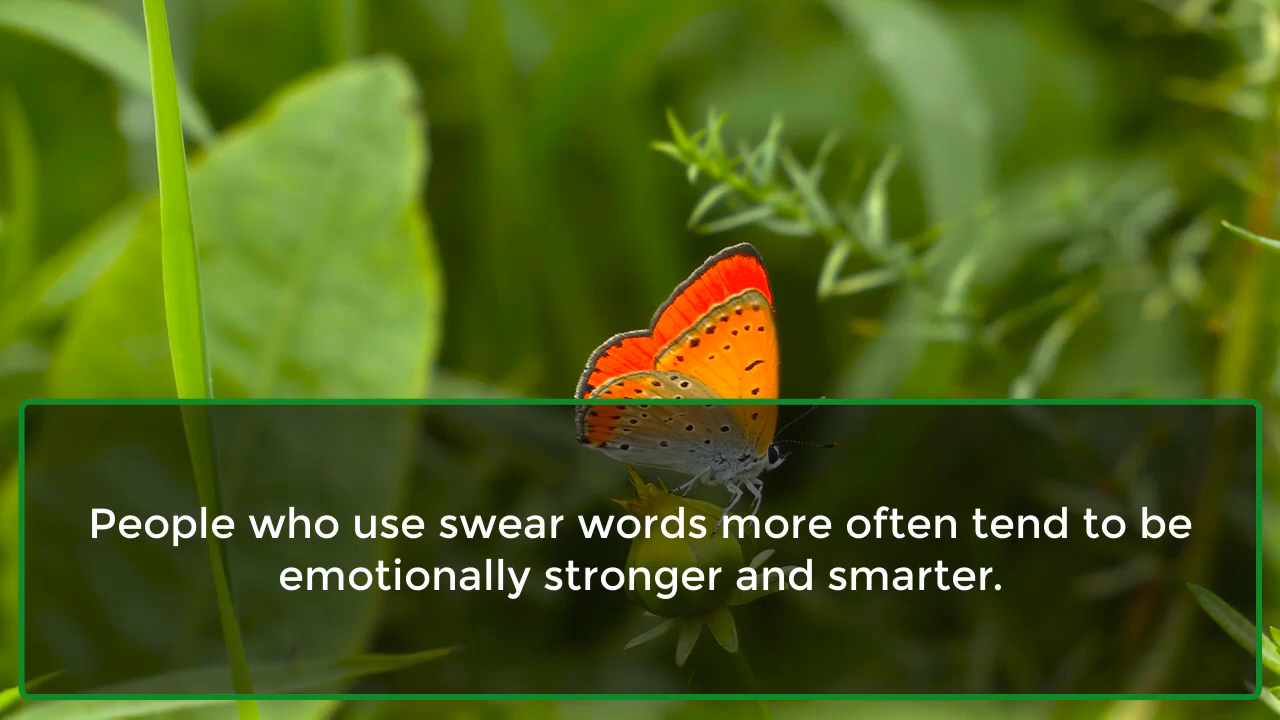 People who use swear words more often tend to be
emotionally stronger and smarter.